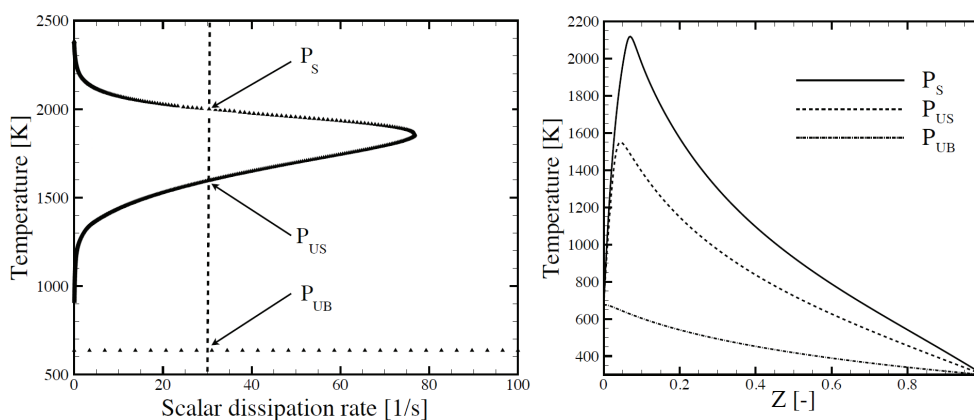 2500
2000
1500
1000
500
Temperature [K]
0
20
40
60
80
100
Scalar dissipation rate [1/s]
P_S
P_US
P_UB
2200
2000
1800
1600
1400
1200
1000
800
600
400
Temperature [K]
0
0.2
0.4
0.6
0.8
Z [-]
P_S
P_US
P_UB